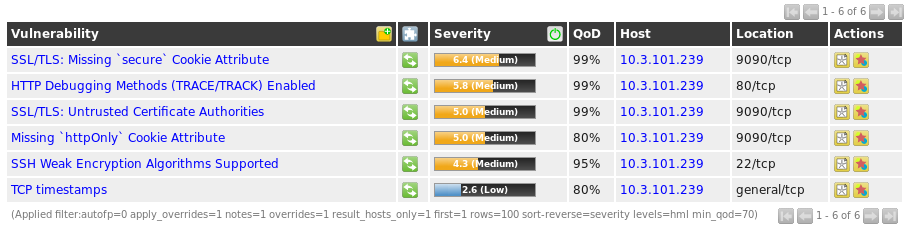 1 - 6 of 6
Vulnerability Severity QoD Host Location Actions
SSL/TLS: Missing `secure` Cookie Attribute 6.4 (Medium) 99% 10.3.101.239 9090/tcp
HTTP Debugging Methods (TRACE/TRACK) Enabled 5.8 (Medium) 99% 10.3.101.239 80/tcp
SSL/TLS: Untrusted Certificate Authorities 5.0 (Medium) 99% 10.3.101.239 9090/tcp
Missing `httpOnly` Cookie Attribute 5.0 (Medium) 80% 10.3.101.239 9090/tcp
SSH Weak Encryption Algorithms Supported 4.3 (Medium) 95% 10.3.101.239 22/tcp
TCP timestamps 2.6 (Low) 80% 10.3.101.239 general/tcp
(Applied filter:autofp=0 apply_overrides=1 notes=1 overrides=1 result_hosts_only=1 first=1 rows=100 sort-reverse=severity levels=hml min_qod=70) 1 - 6 of 6